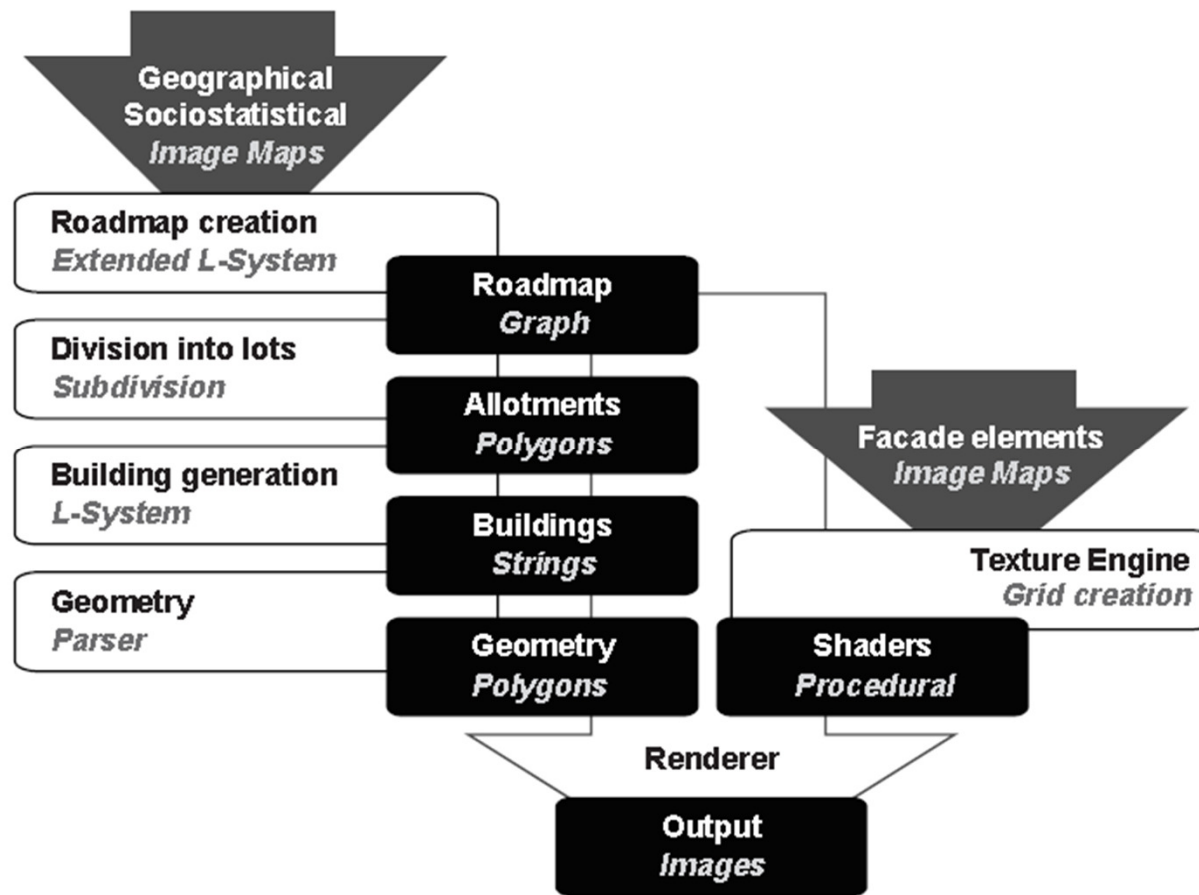 Geographical
Sociostatistical
Image Maps
Roadmap creation
Extended L-System
Roadmap
Graph
Division into lots
Subdivision
Allotments
Polygons
Facade elements
Image Maps
Building generation
L-System
Buildings
Strings
Texture Engine
Grid creation
Geometry
Parser
Geometry
Polygons
Shaders
Procedural
Renderer
Output
Images